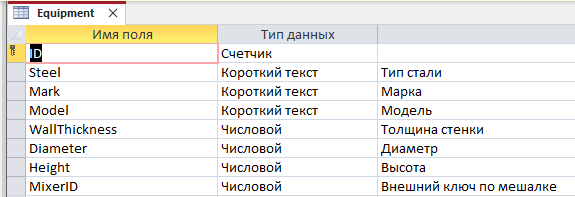 Equipment
Имя поля Тип данных
ID Счетчик
Steel Короткий текст Тип стали
Mark Короткий текст Марка
Model Короткий текст Модель
WallThickness Числовой Толщина стенки
Diameter Числовой Диаметр
Height Числовой Высота
MixerID Числовой Внешний ключ по мешалке